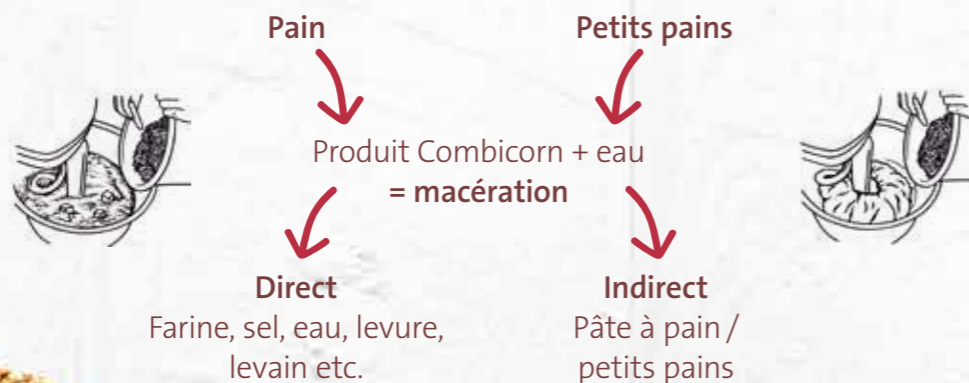 Pain
Petits pains
Produit Combicorn + eau
= macération
Direct
Farine, sel, eau, levure,
levain etc.
Indirect
Pâte à pain /
petits pains